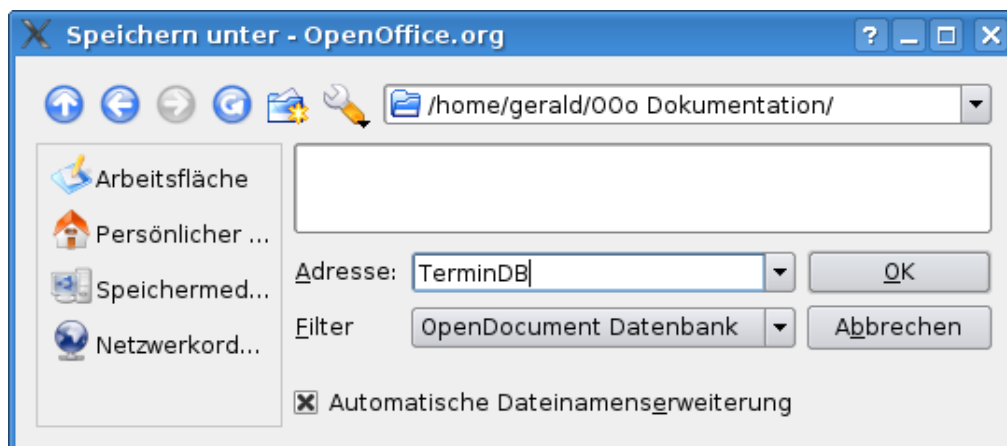 Speichern unter - OpenOffice.org
/home/gerald/OOo Dokumentation/
Arbeitsfläche
Persönlicher ...
Speichermed...
Netzwerkord...
Adresse: TerminDB OK
Filter OpenDocument Datenbank Abbrechen
Automatische Dateinamenserweiterung